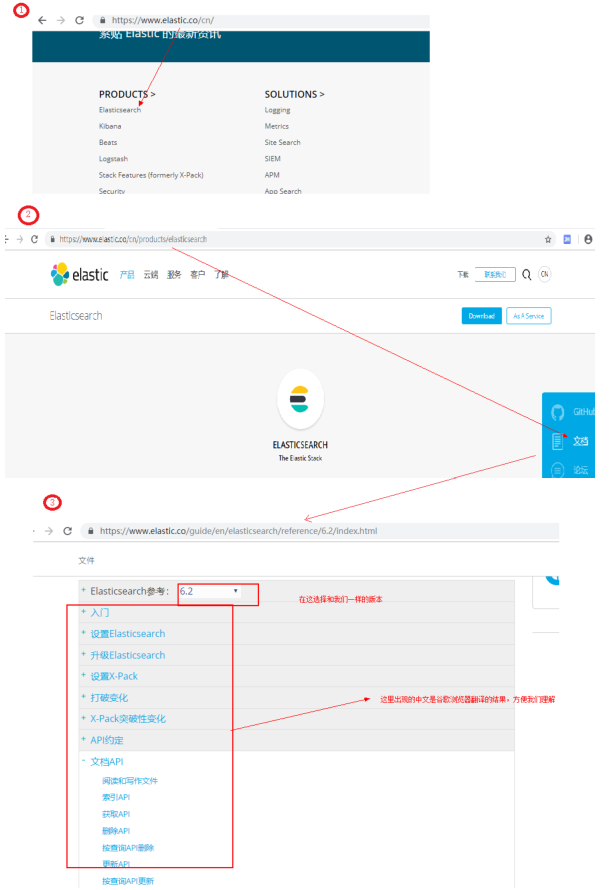 1
https://www.elastic.co/cn/
索贴 Elastic 的最新资讯
PRODUCTS > SOLUTIONS >
Elasticsearch Logging
Kibana Metrics
Beats Site Search
Logstash SIEM
Stack Features (formerly X-Pack) APM
Security App Search
2
https://www.elastic.co/cn/products/elasticsearch
elastic 产品 云端 服务 客户 了解 下载 联系我们 CN
Elasticsearch Download As A Service
GitHub
ELASTICSEARCH 文档
The Elastic Stack
论坛
3
https://www.elastic.co/guide/en/elasticsearch/reference/6.2/index.html
文件
+ Elasticsearch参考： 6.2
在这选择和我们一样的版本
+ 入门
+ 设置Elasticsearch
+ 升级Elasticsearch
+ 设置X-Pack
+ 打破变化
这里出现的中文是谷歌浏览器翻译的结果，方便我们理解
+ X-Pack突破性变化
+ API约定
- 文档API
阅读和写作文件
索引API
获取API
删除API
按查询API删除
更新API
按查询API更新